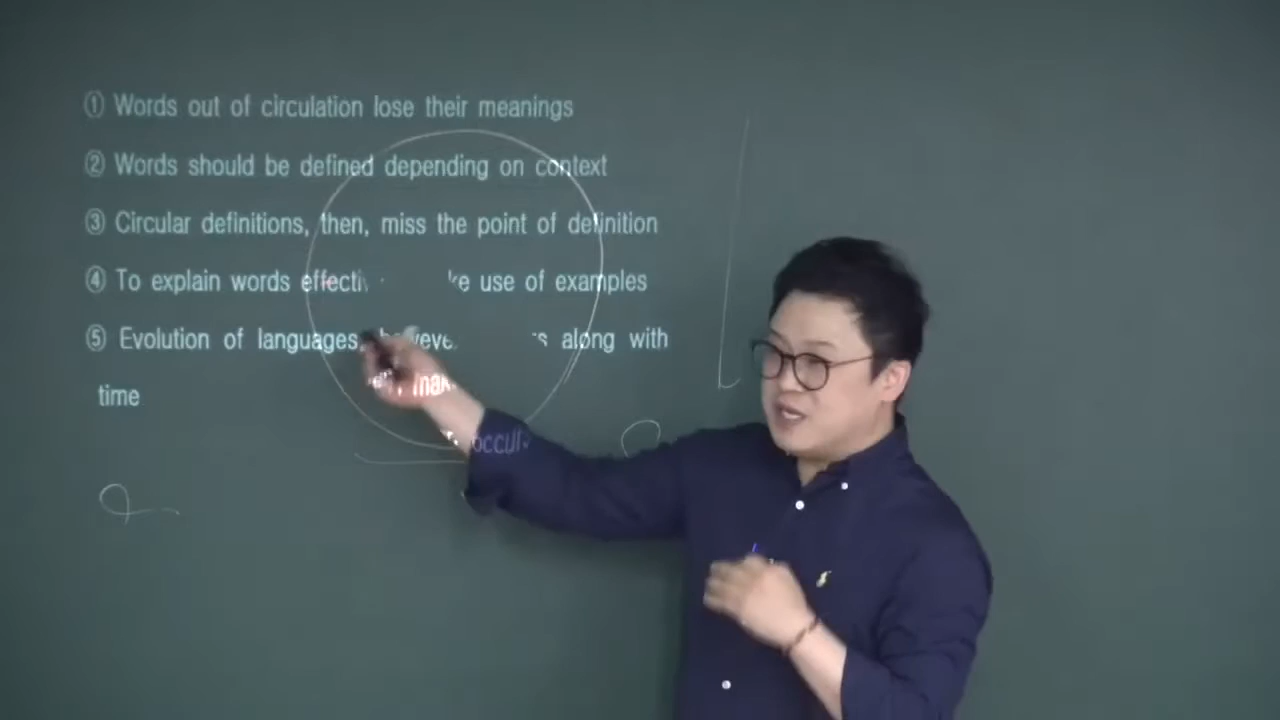 ① Words out of circulation lose their meanings
② Words should be defined depending on context
③ Circular definitions, then, miss the point of definition
④ To explain words use of examples
⑤ Evolution of languages, along with
time